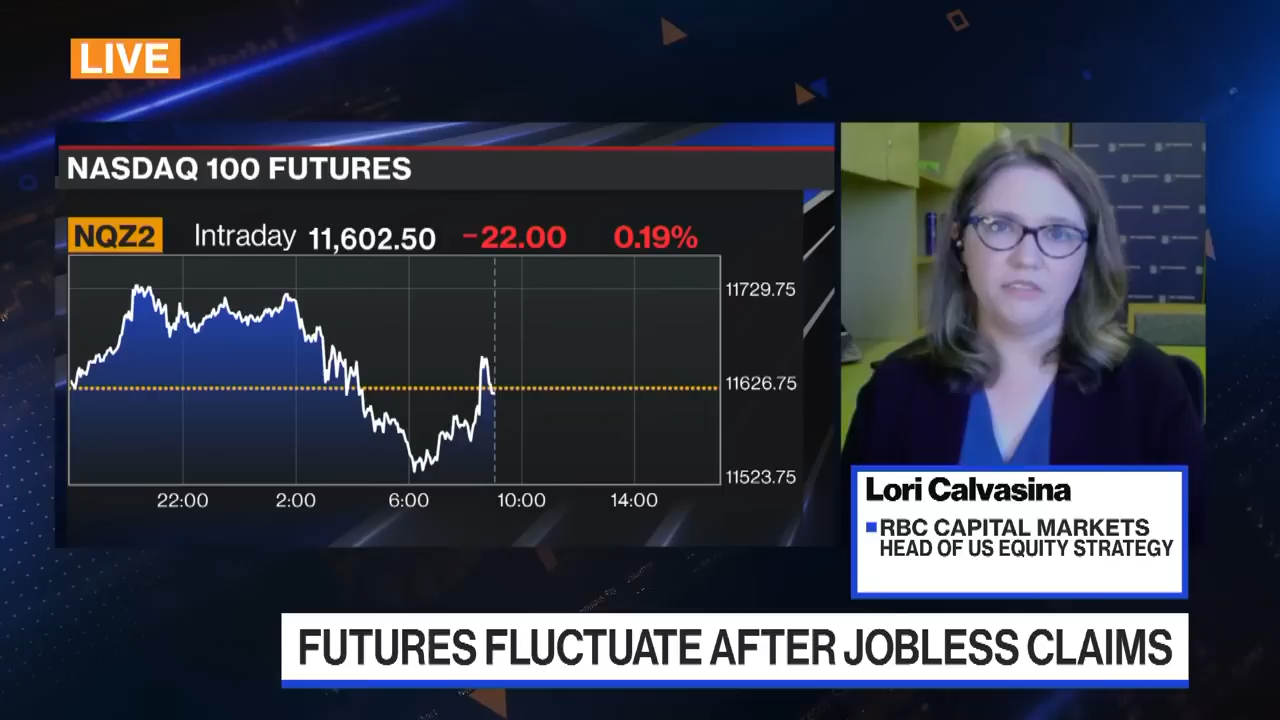 LIVE
NASDAQ 100 FUTURES
NQZ2 Intraday 11,602.50 -22.00 0.19%
11729.75
11626.75
11523.75
22:00 2:00 6:00 10:00 14:00
Lori Calvasina
RBC CAPITAL MARKETS
HEAD OF US EQUITY STRATEGY
FUTURES FLUCTUATE AFTER JOBLESS CLAIMS